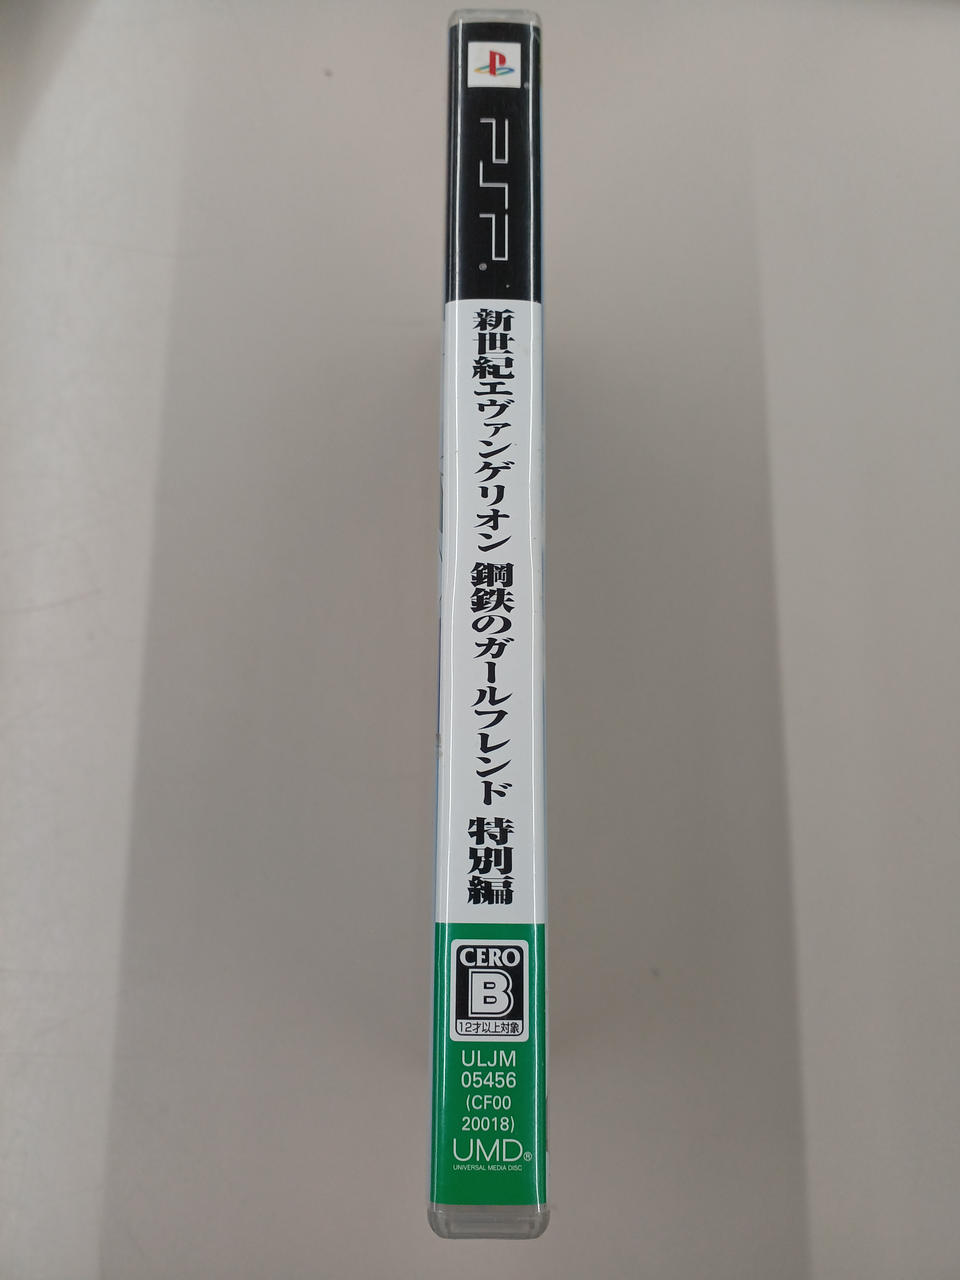 PSP
新世紀エヴァンゲリオン 鋼鉄のガールフレンド 特別編
CERO
B
12才以上対象
ULJM
05456
(CF00
20018)
UMD®
UNIVERSAL MEDIA DISC